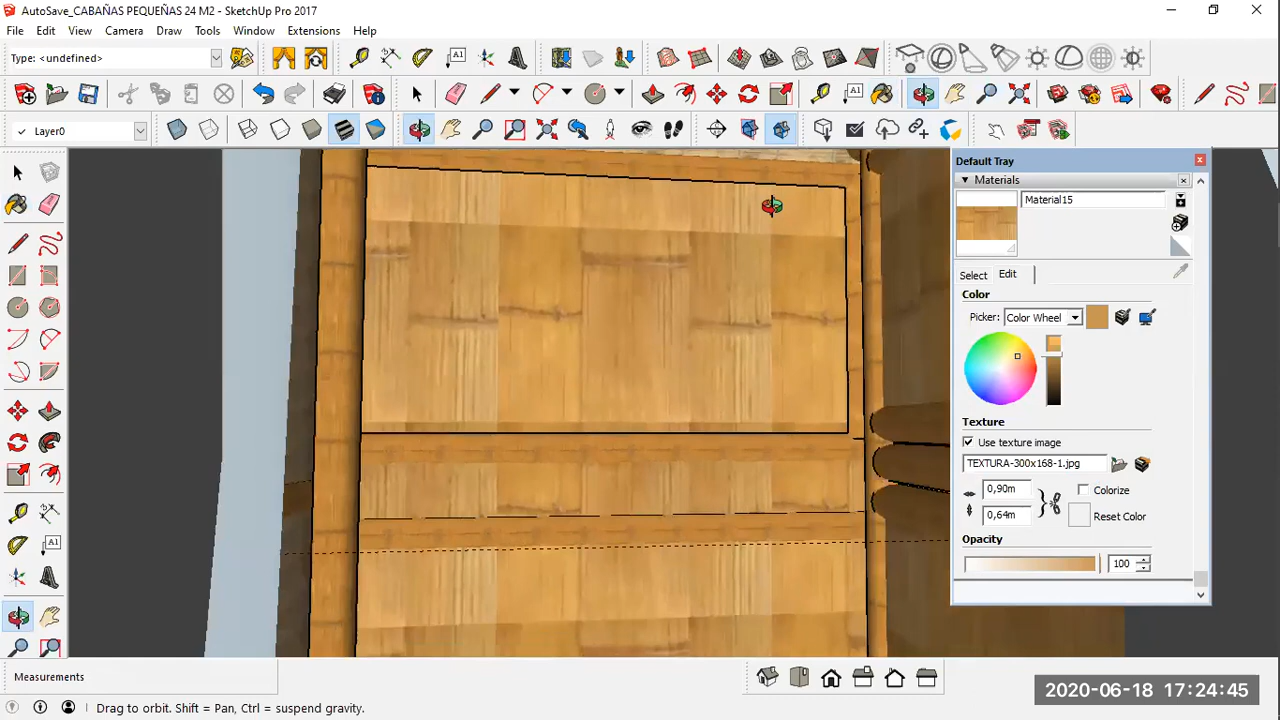 AutoSave_CABAÑAS PEQUEÑAS 24 M2 - SketchUp Pro 2017
File Edit View Camera Draw Tools Window Extensions Help
Type: <undefined>
A1
A1
Layer0
Default Tray
Materials
Material15
Select Edit
Color
Picker: Color Wheel
Texture
Use texture image
TEXTURA-300x168-1.jpg
0,90m
Colorize
0,64m
Reset Color
Opacity
100
A1
Measurements
Drag to orbit. Shift = Pan, Ctrl = suspend gravity.
2020-06-18 17:24:45